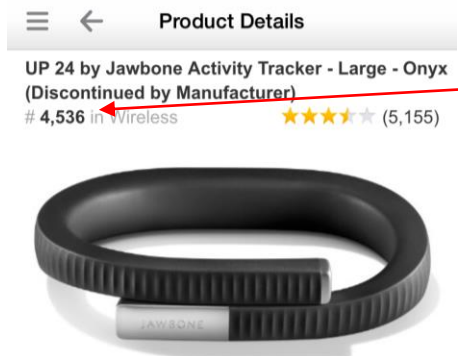 Product Details
UP 24 by Jawbone Activity Tracker - Large - Onyx
(Discontinued by Manufacturer)
# 4,536 in Wireless (5,155)
JAWBONE